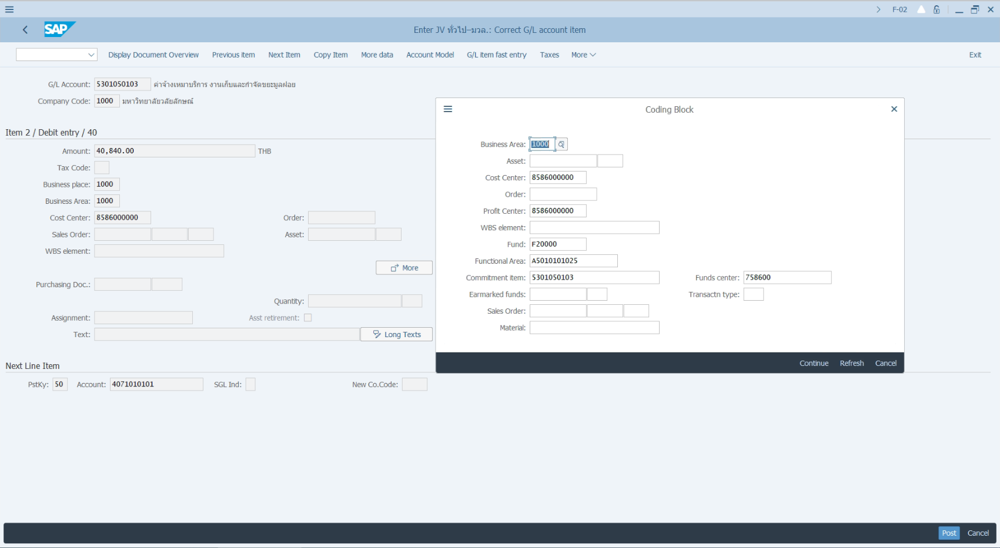 F-02
SAP
Enter JV ทั่วไป-มวล.: Correct G/L account item
Display Document Overview Previous item Next Item Copy Item More data Account Model G/L item fast entry Taxes More Exit
G/L Account: 5301050103 ค่าจ้างเหมาบริการ งานเก็บและกำจัดขยะมูลฝอย
Company Code: 1000 มหาวิทยาลัยวลัยลักษณ์
Item 2 / Debit entry / 40
Amount: 40,840.00 THB
Tax Code:
Business place: 1000
Business Area: 1000
Cost Center: 8586000000 Order:
Sales Order: Asset:
WBS element:
More
Purchasing Doc.:
Quantity:
Assignment: Asst retirement:
Text: Long Texts
Next Line Item
PstKy: 50 Account: 4071010101 SGL Ind: New Co.Code:
Coding Block
Business Area: 1000
Asset:
Cost Center: 8586000000
Order:
Profit Center: 8586000000
WBS element:
Fund: F20000
Functional Area: A5010101025
Commitment item: 5301050103 Funds center: 758600
Earmarked funds: Transactn type:
Sales Order:
Material:
Continue Refresh Cancel
Post Cancel